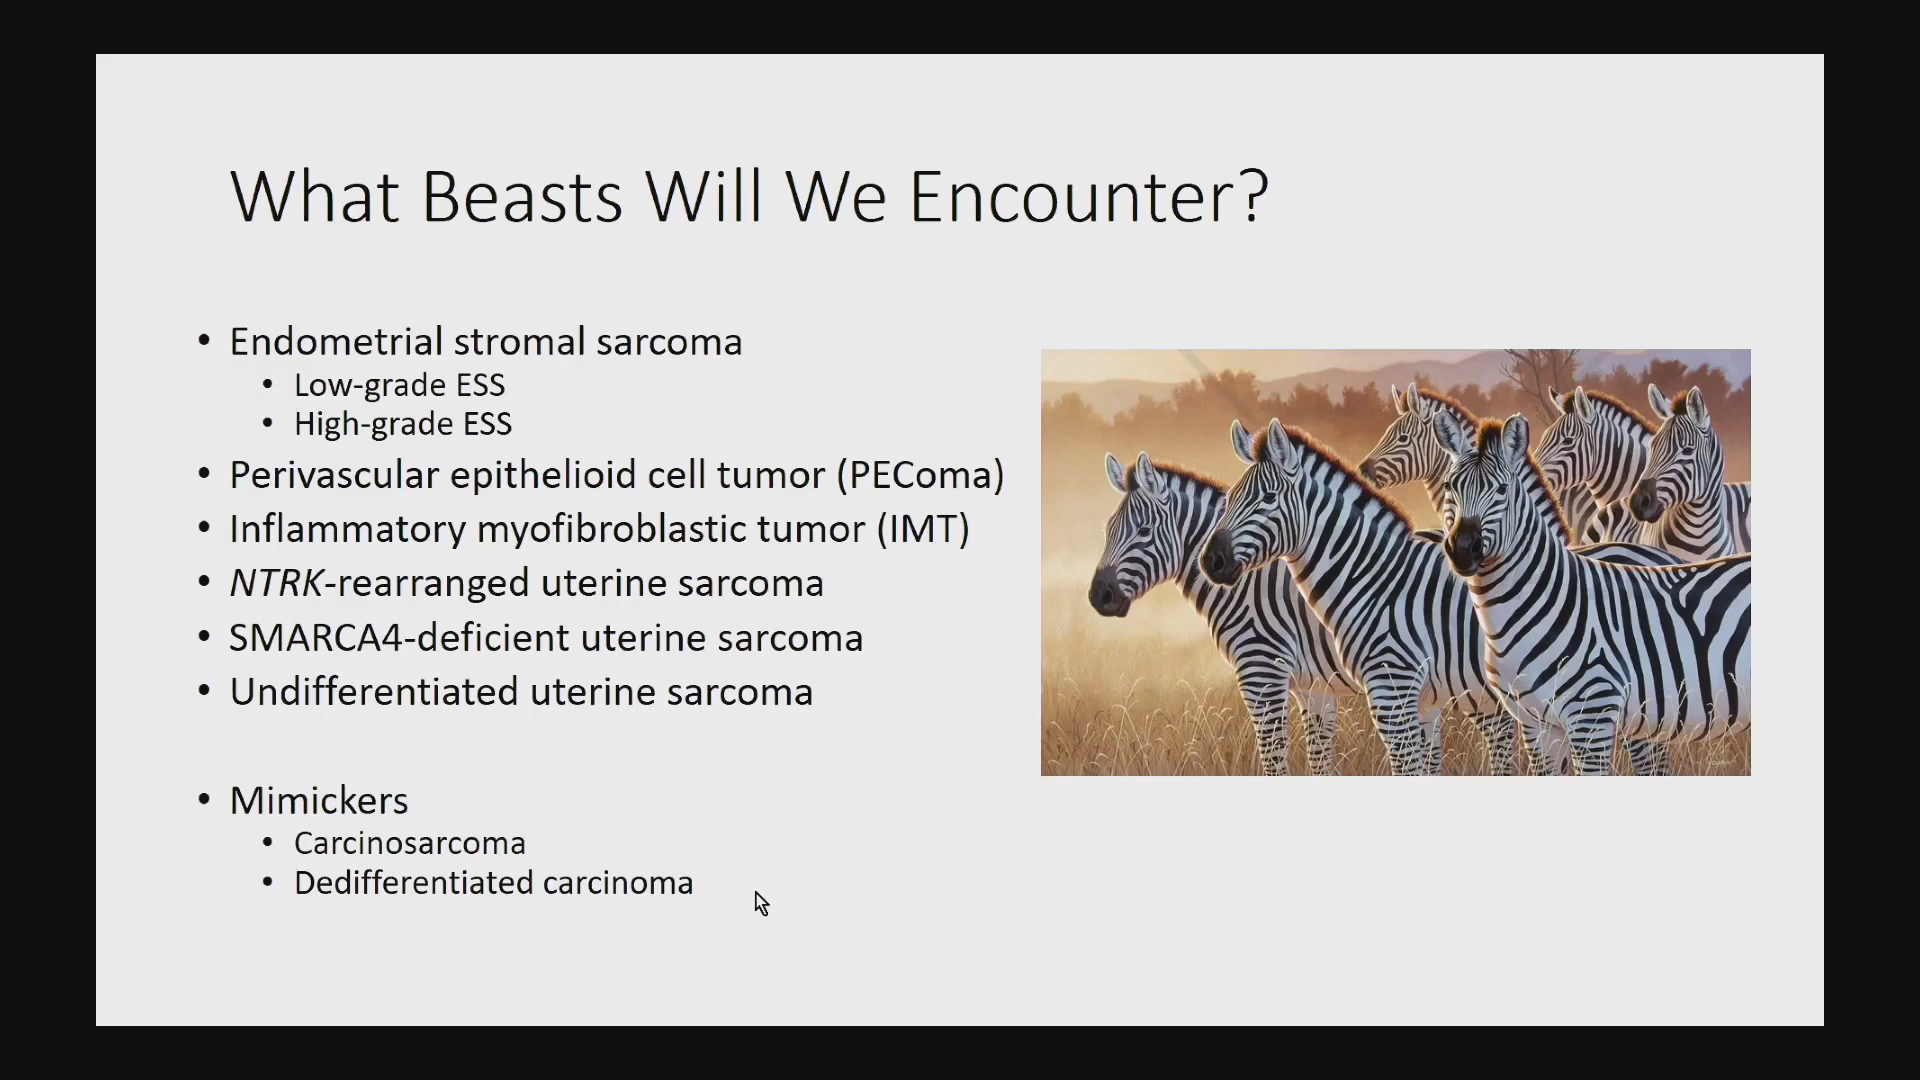 What Beasts Will We Encounter?
• Endometrial stromal sarcoma
• Low-grade ESS
• High-grade ESS
• Perivascular epithelioid cell tumor (PEComa)
• Inflammatory myofibroblastic tumor (IMT)
• NTRK-rearranged uterine sarcoma
• SMARCA4-deficient uterine sarcoma
• Undifferentiated uterine sarcoma
• Mimickers
• Carcinosarcoma
• Dedifferentiated carcinoma